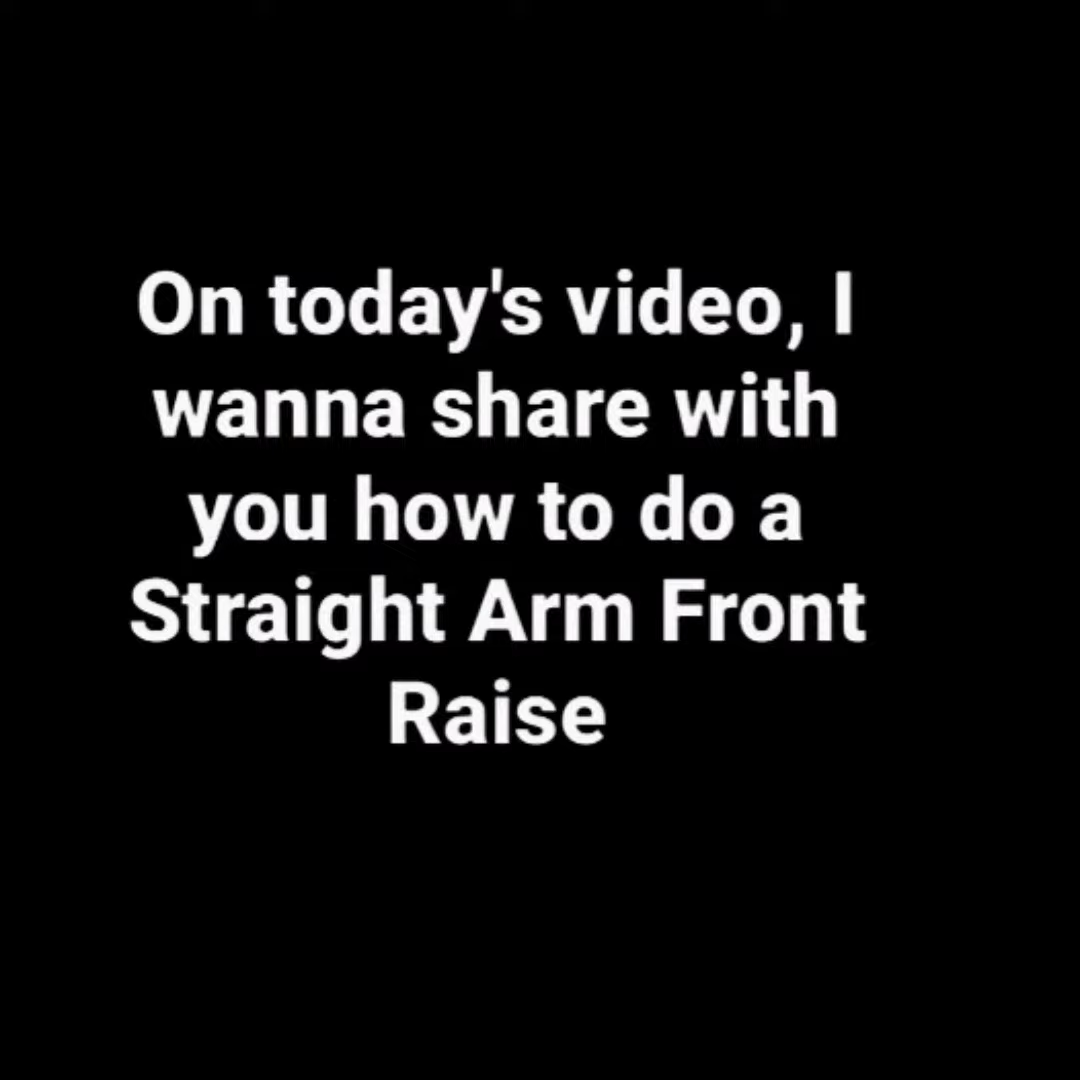 On today's video, I
wanna share with
you how to do a
Straight Arm Front
Raise